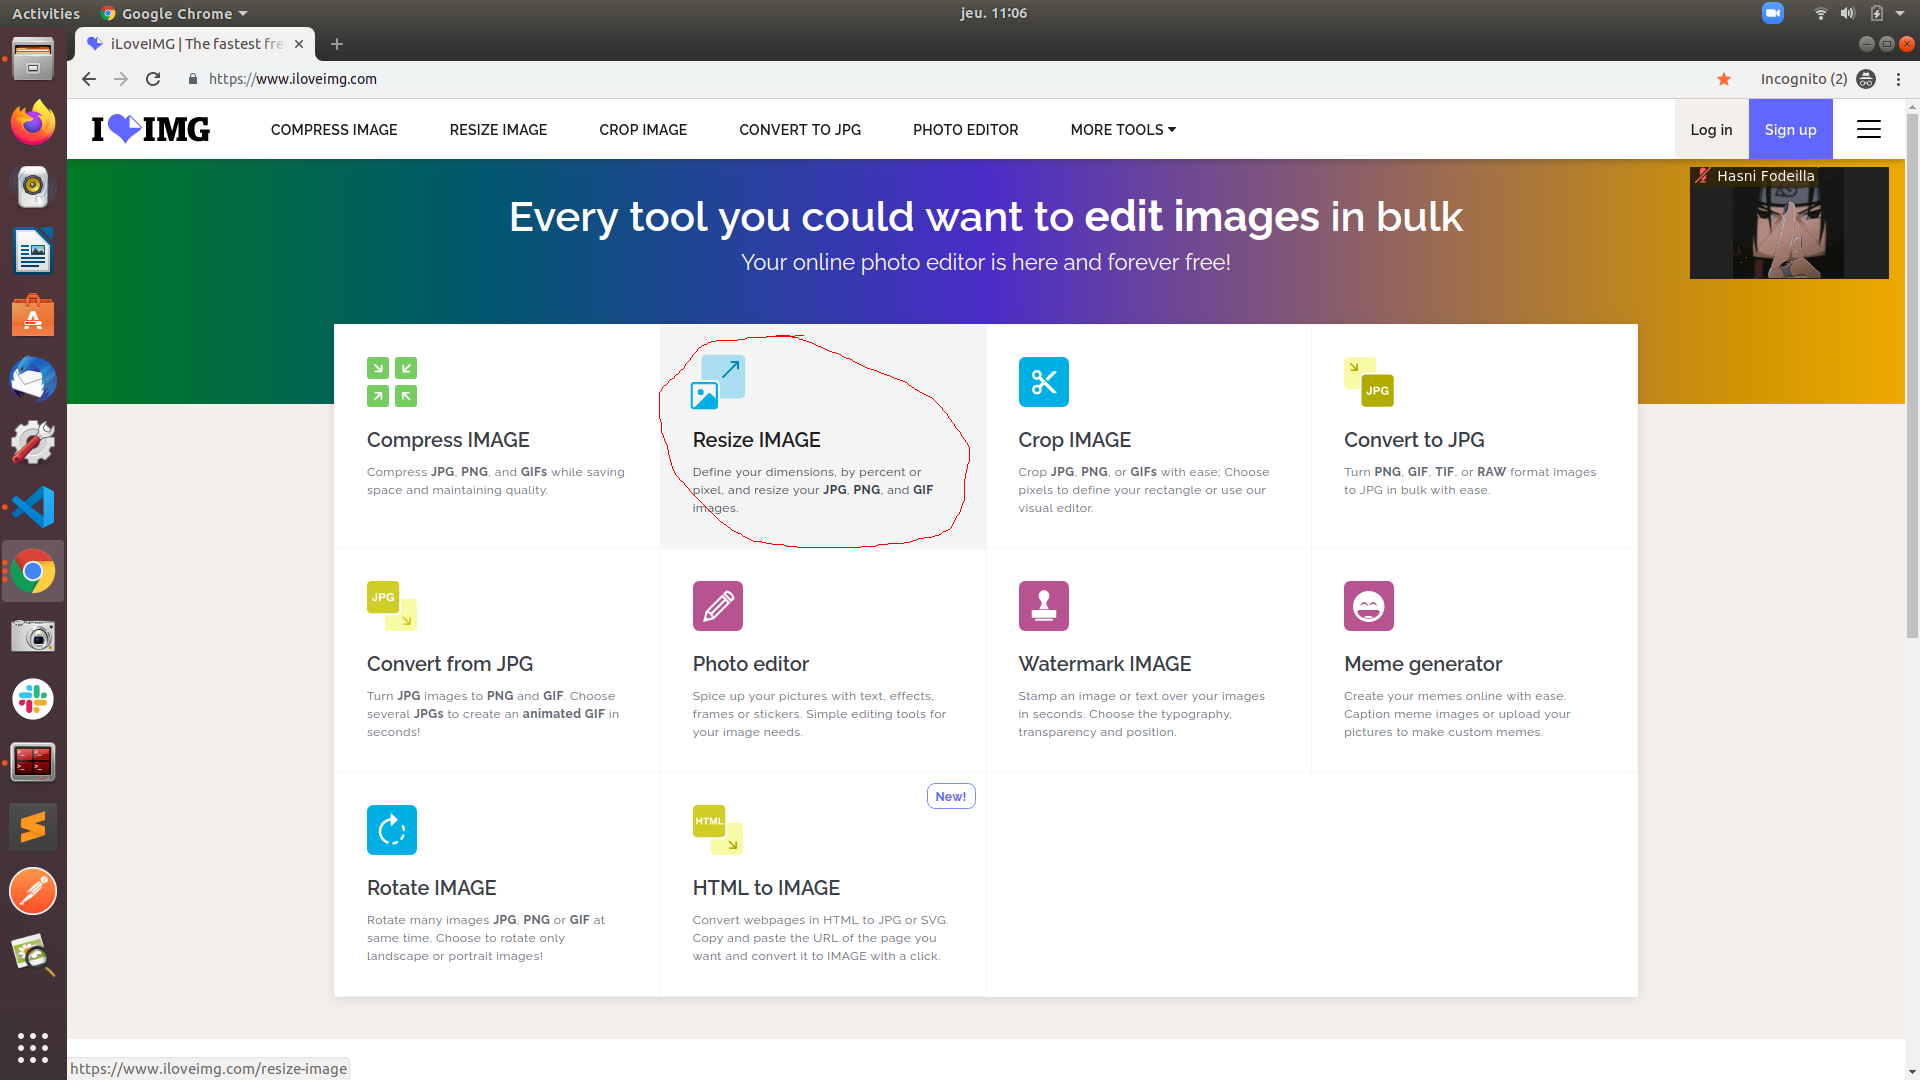 Activities
Google Chrome
jeu. 11:06
iLoveIMG | The fastest fre
https://www.iloveimg.com
Incognito (2)
I IMG
COMPRESS IMAGE
RESIZE IMAGE
CROP IMAGE
CONVERT TO JPG
PHOTO EDITOR
MORE TOOLS
Log in
Sign up
Hasni Fodeilla
Every tool you could want to edit images in bulk
Your online photo editor is here and forever free!
Compress IMAGE
Compress JPG, PNG, and GIFs while saving
space and maintaining quality.
Resize IMAGE
Define your dimensions, by percent or
pixel, and resize your JPG, PNG, and GIF
images.
Crop IMAGE
Crop JPG, PNG, or GIFs with ease; Choose
pixels to define your rectangle or use our
visual editor.
JPG
Convert to JPG
Turn PNG, GIF, TIF, or RAW format images
to JPG in bulk with ease.
JPG
Convert from JPG
Turn JPG images to PNG and GIF. Choose
several JPGs to create an animated GIF in
seconds!
Photo editor
Spice up your pictures with text, effects,
frames or stickers. Simple editing tools for
your image needs.
Watermark IMAGE
Stamp an image or text over your images
in seconds. Choose the typography,
transparency and position.
Meme generator
Create your memes online with ease.
Caption meme images or upload your
pictures to make custom memes.
Rotate IMAGE
Rotate many images JPG, PNG or GIF at
same time. Choose to rotate only
landscape or portrait images!
New!
HTML
HTML to IMAGE
Convert webpages in HTML to JPG or SVG.
Copy and paste the URL of the page you
want and convert it to IMAGE with a click.
https://www.iloveimg.com/resize-image